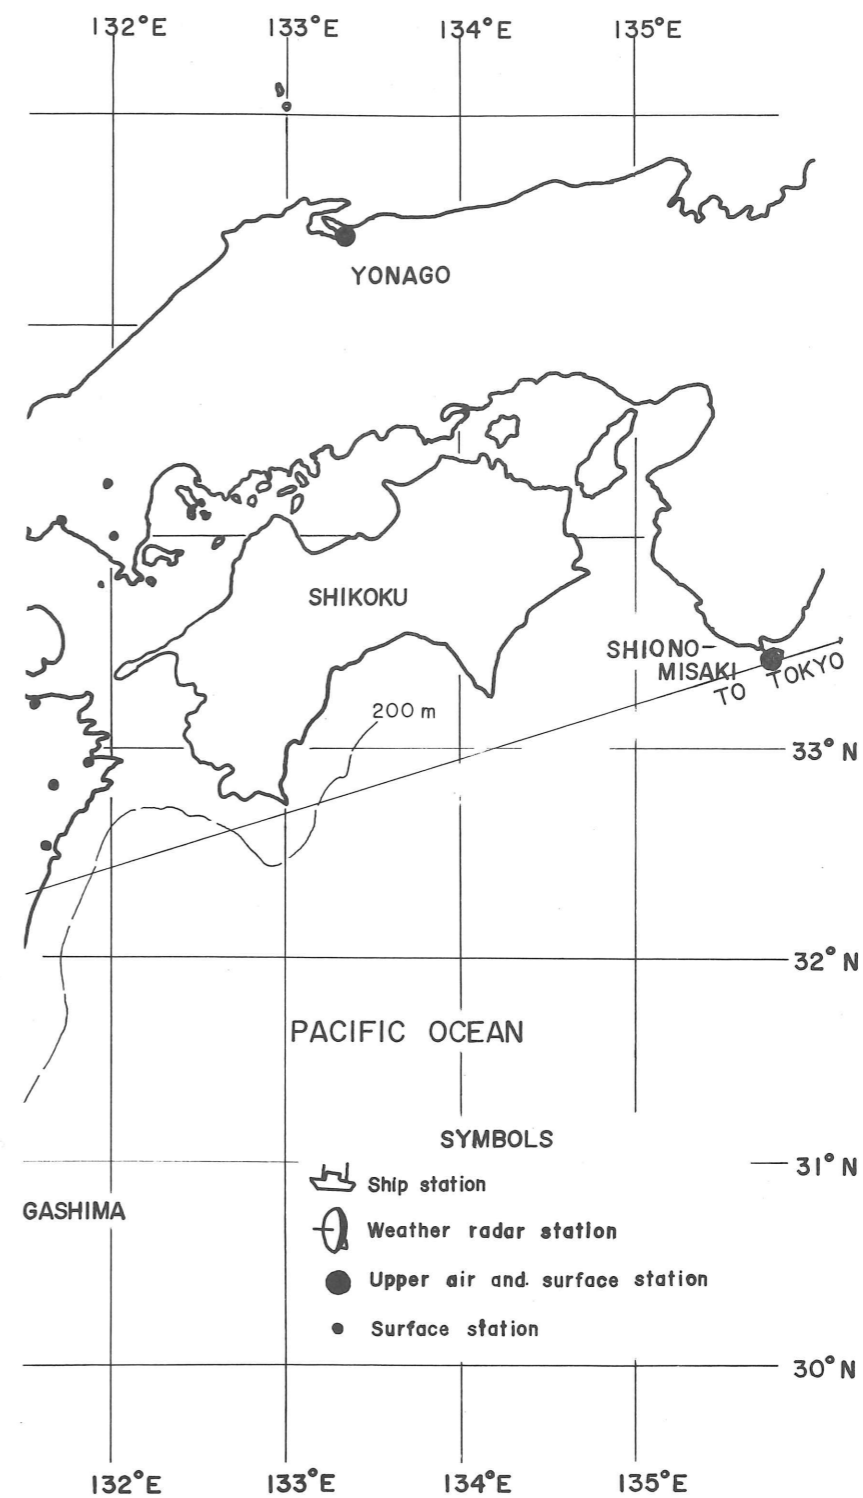 132°E 133°E 134°E 135°E
YONAGO
SHIKOKU
SHIONO-
MISAKI
TO TOKYO
200 m
33° N
32° N
PACIFIC OCEAN
SYMBOLS
31° N
Ship station
GASHIMA
Weather radar station
Upper air and surface station
Surface station
30° N
132°E 133°E 134°E 135°E